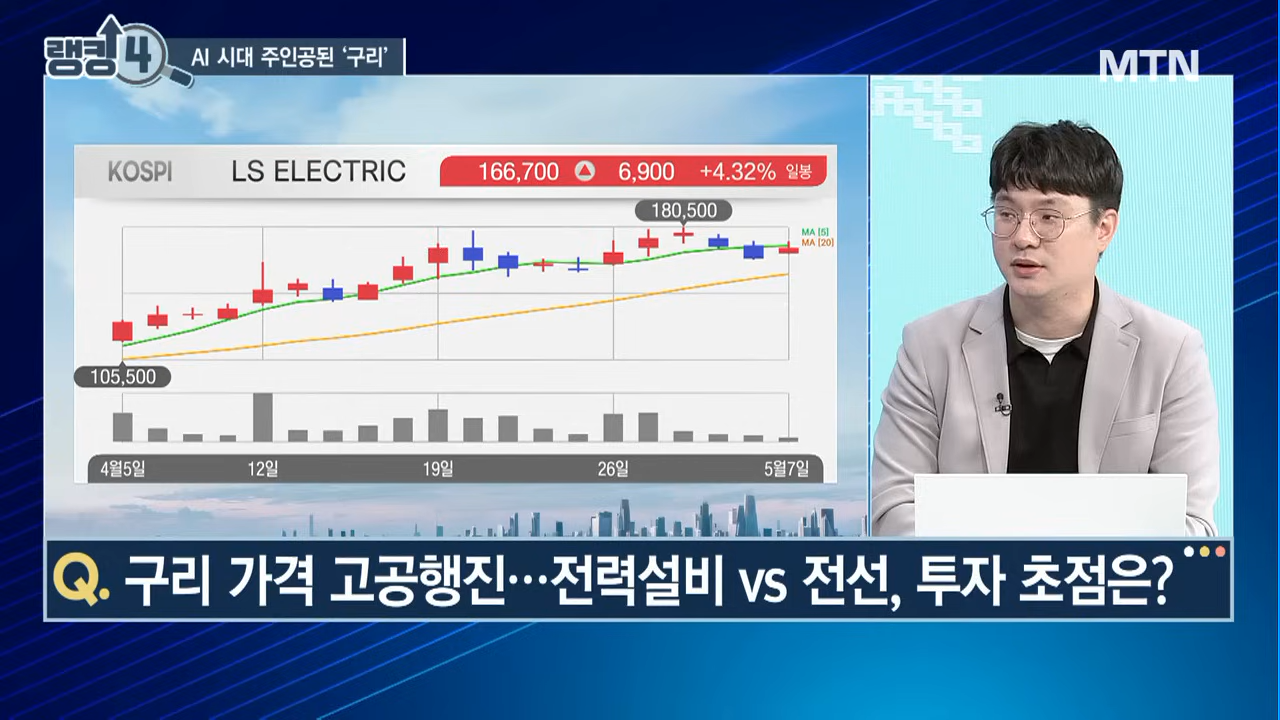 랭킹4
AI 시대 주인공된 ‘구리’
MTN
KOSPI LS ELECTRIC 166,700 6,900 +4.32% 일봉
180,500
MA [5]
MA [20]
105,500
4월5일 12일 19일 26일 5월7일
Q. 구리 가격 고공행진…전력설비 vs 전선, 투자 초점은?